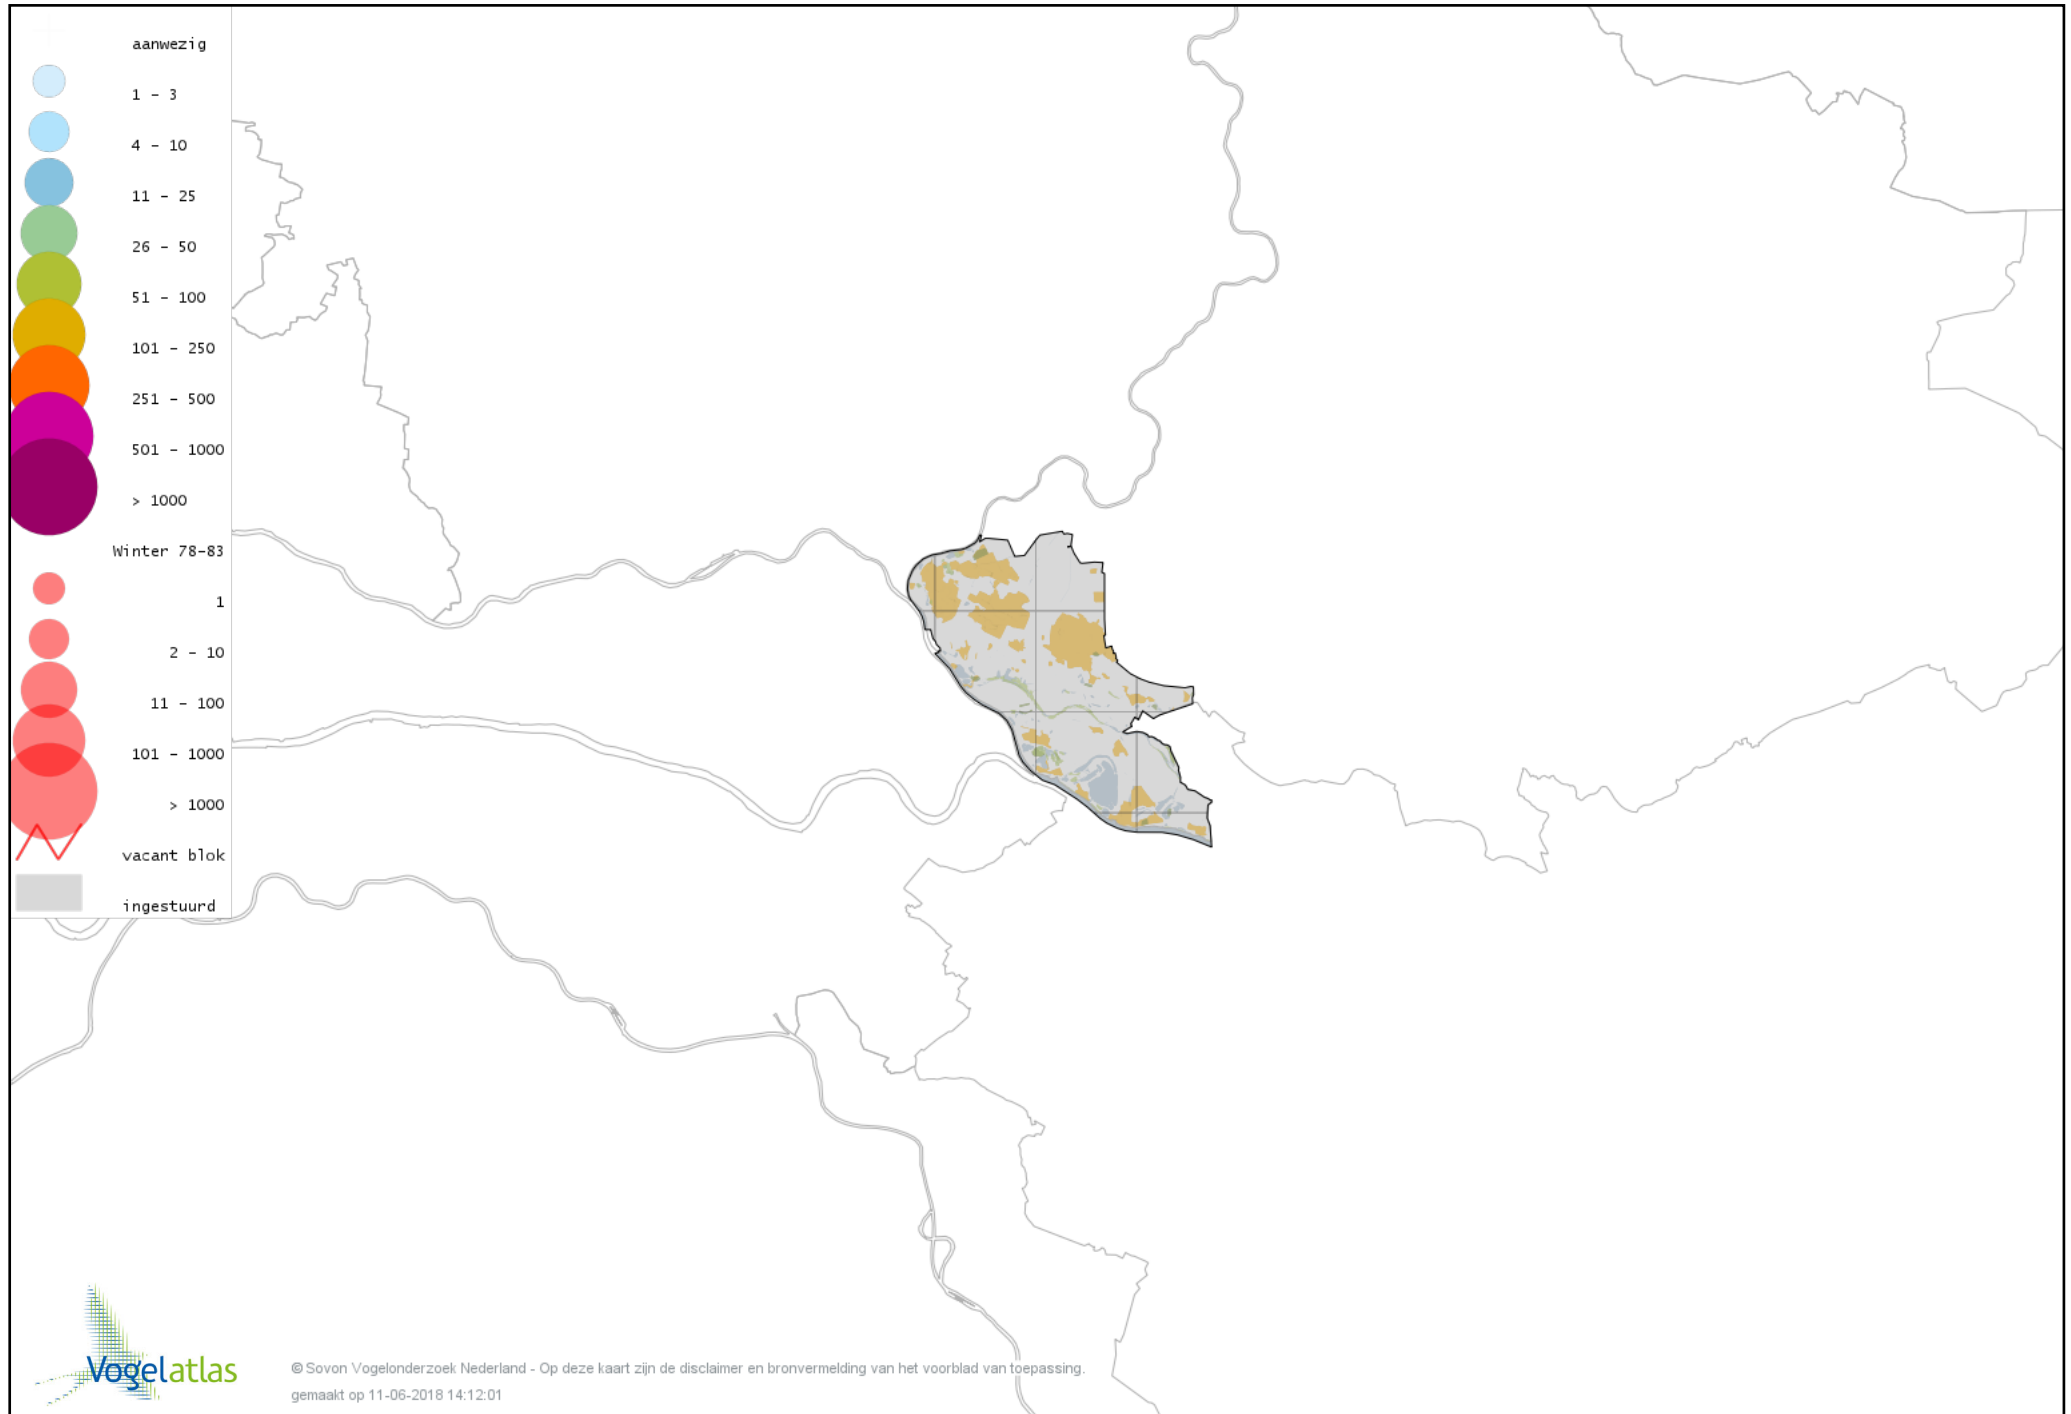 aanwezig
1 - 3
4 - 10
11 - 25
26 - 50
51 - 100
101 - 250
251 - 500
501 - 1000
> 1000
Winter 78-83
1
2 - 10
11 - 100
101 - 1000
> 1000
vacant blok
ingestuurd
Vogelatlas
© Sovon Vogelonderzoek Nederland - Op deze kaart zijn de disclaimer en bronvermelding van het voorblad van toepassing.
gemaakt op 11-06-2018 14:12:01